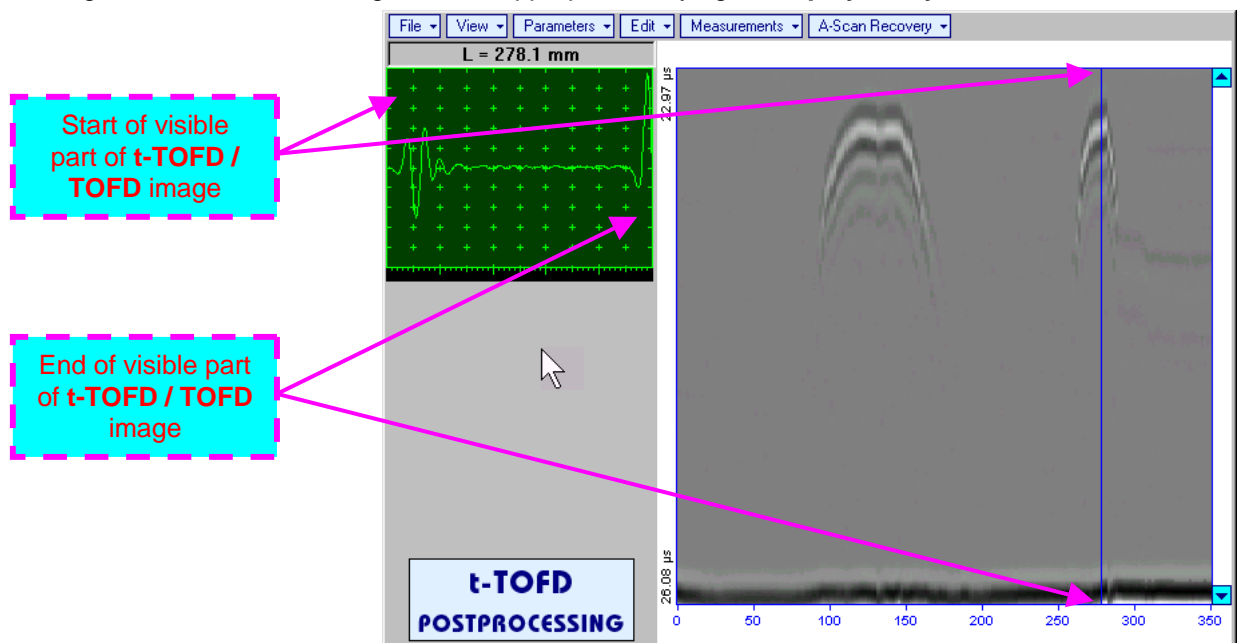 File View Parameters Edit Measurements A-Scan Recovery
L = 278.1 mm
µs
Start of visible
part of t-TOFD /
TOFD image
End of visible part
of t-TOFD / TOFD
image
26.08 µs
t-TOFD
POSTPROCESSING
0 50 100 150 200 250 300 350